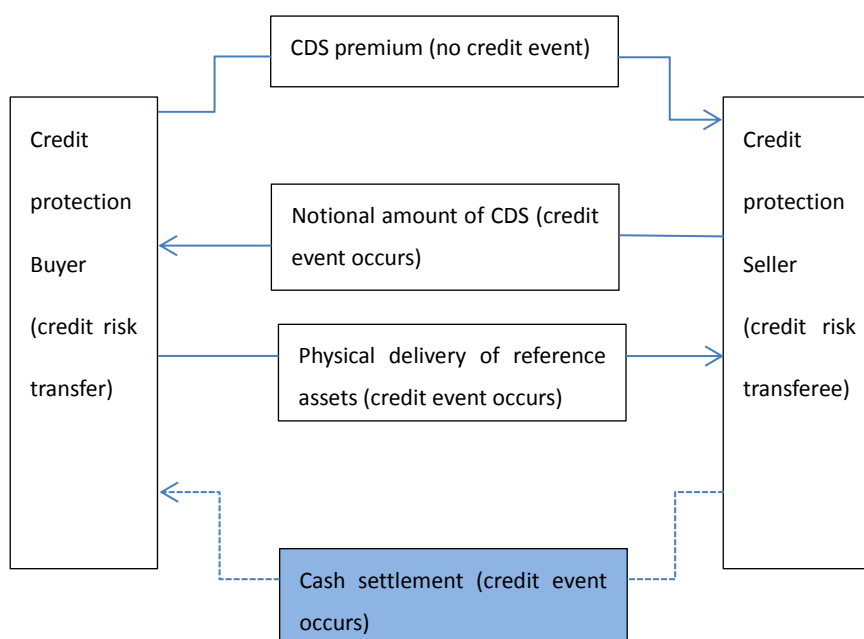 CDS premium (no credit event)
Credit
protection
Buyer
(credit risk
transfer)
Notional amount of CDS (credit
event occurs)
Physical delivery of reference
assets (credit event occurs)
Cash settlement (credit event
occurs)
Credit
protection
Seller
(credit risk
transferee)